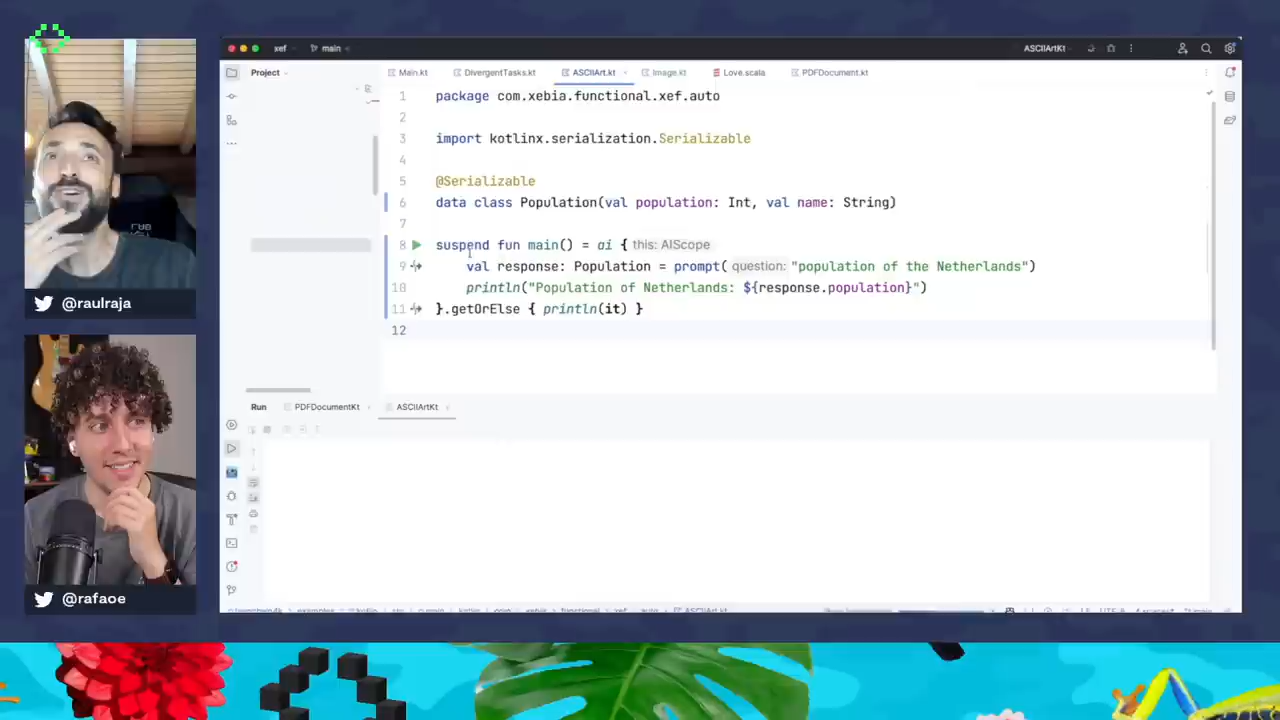 xef
main
ASCIIArtKt
Project
Main.kt
DivergentTasks.kt
ASCIIArt.kt
Image.kt
Love.scala
PDFDocument.kt
1 package com.xebia.functional.xef.auto
2
3 import kotlinx.serialization.Serializable
4
5 @Serializable
6 data class Population(val population: Int, val name: String)
7
8 suspend fun main() = ai { this: AIScope
9 val response: Population = prompt( question: "population of the Netherlands")
10 println("Population of Netherlands: ${response.population}")
11 }.getOrElse { println(it) }
12
@raulraja
Run
PDFDocumentKt
ASCIIArtKt
@rafaoe